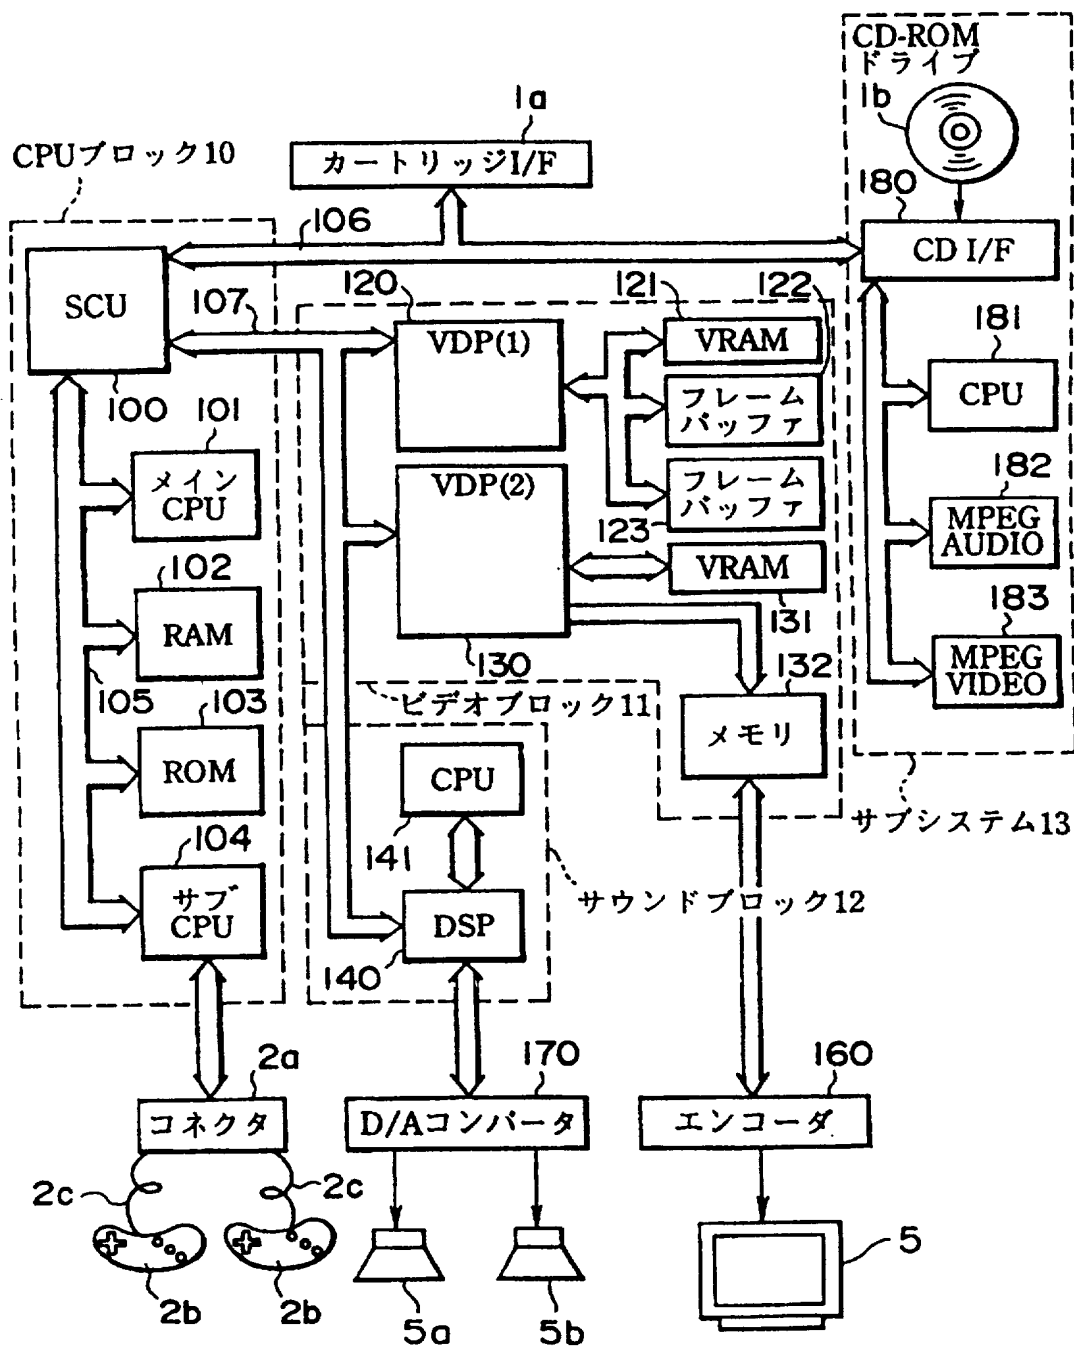 CD-ROM
ドライブ
1b
1a
CPUブロック10
カートリッジI/F
180
106
CD I/F
SCU
107
120
121
122
VDP(1)
VRAM
181
100
フレーム
バッファ
CPU
101
メイン
CPU
VDP(2)
フレーム
バッファ
182
123
MPEG
AUDIO
102
VRAM
131
183
RAM
130
132
MPEG
VIDEO
105
103
ビデオブロック11
メモリ
ROM
CPU
サブシステム13
104
141
サウンドブロック12
サブ
CPU
DSP
140
2a
170
160
コネクタ
D/Aコンバータ
エンコーダ
2c
2c
5
2b
2b
5a
5b